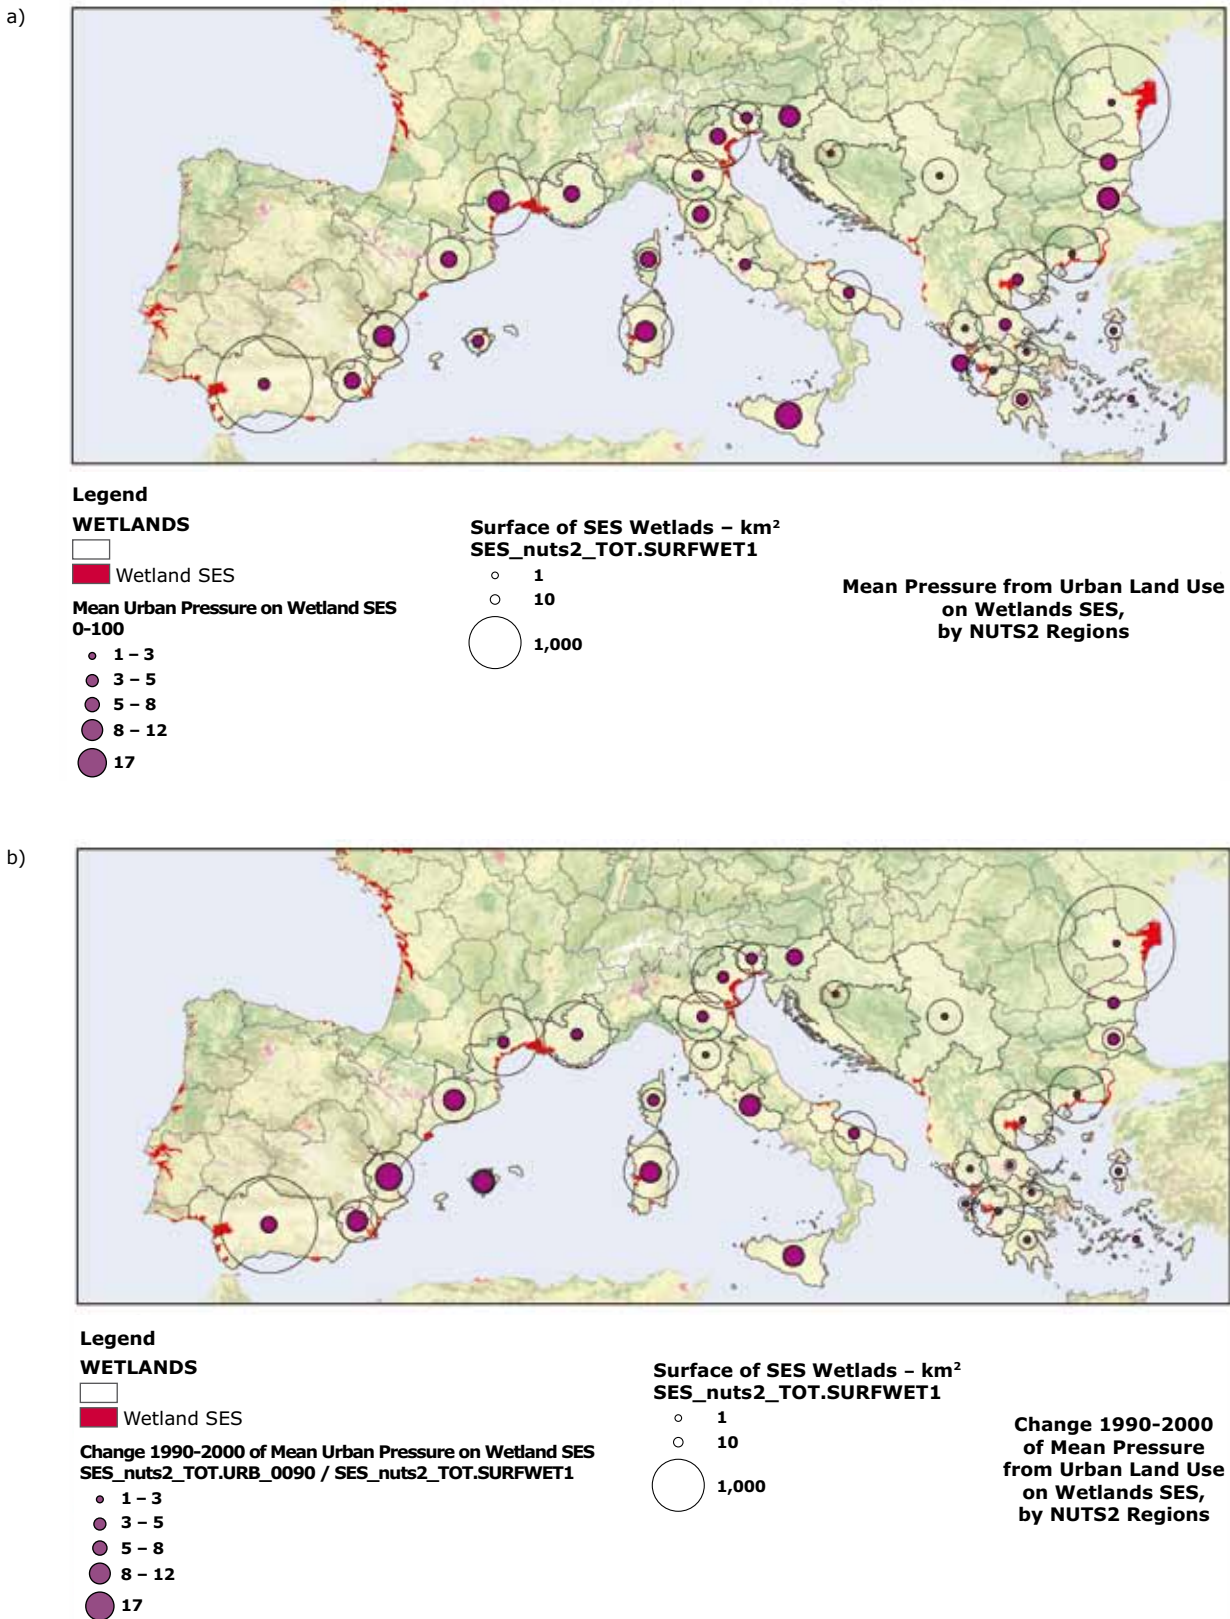 a)
Legend
WETLANDS
Wetland SES
Mean Urban Pressure on Wetland SES
0-100
1 – 3
3 – 5
5 – 8
8 – 12
17
Surface of SES Wetlads – km²
SES_nuts2_TOT.SURFWET1
1
10
1,000
Mean Pressure from Urban Land Use
on Wetlands SES,
by NUTS2 Regions
b)
Legend
WETLANDS
Wetland SES
Change 1990-2000 of Mean Urban Pressure on Wetland SES
SES_nuts2_TOT.URB_0090 / SES_nuts2_TOT.SURFWET1
1 – 3
3 – 5
5 – 8
8 – 12
17
Surface of SES Wetlads – km²
SES_nuts2_TOT.SURFWET1
1
10
1,000
Change 1990-2000
of Mean Pressure
from Urban Land Use
on Wetlands SES,
by NUTS2 Regions